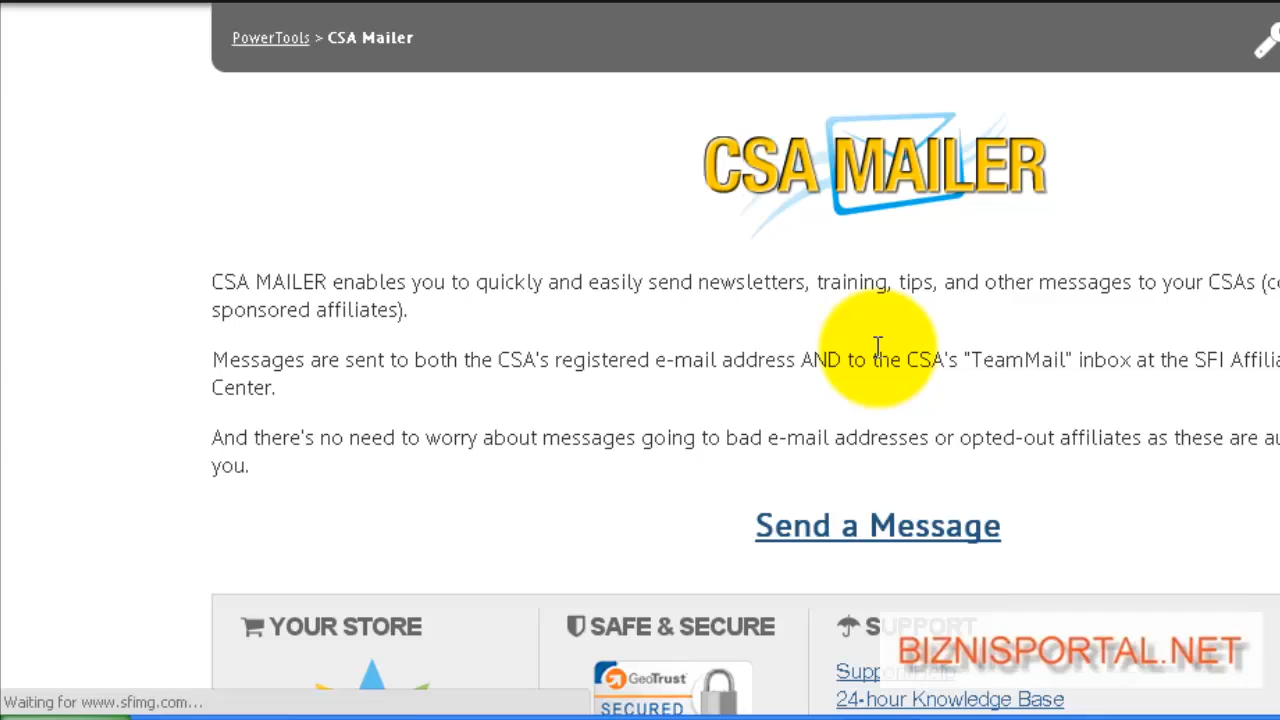 PowerTools > CSA Mailer
CSA MAILER
CSA MAILER enables you to quickly and easily send newsletters, training, tips, and other messages to your CSAs
sponsored affiliates).
Messages are sent to both the CSA's registered e-mail address AND to the CSA's "TeamMail" inbox at the SFI
Center.
And there's no need to worry about messages going to bad e-mail addresses or opted-out affiliates as these are
you.
Send a Message
YOUR STORE
SAFE & SECURE
SUPPORT
GeoTrust
SECURED
BIZNISPORTAL.NET
24-hour Knowledge Base
Waiting for www.sfimg.com...